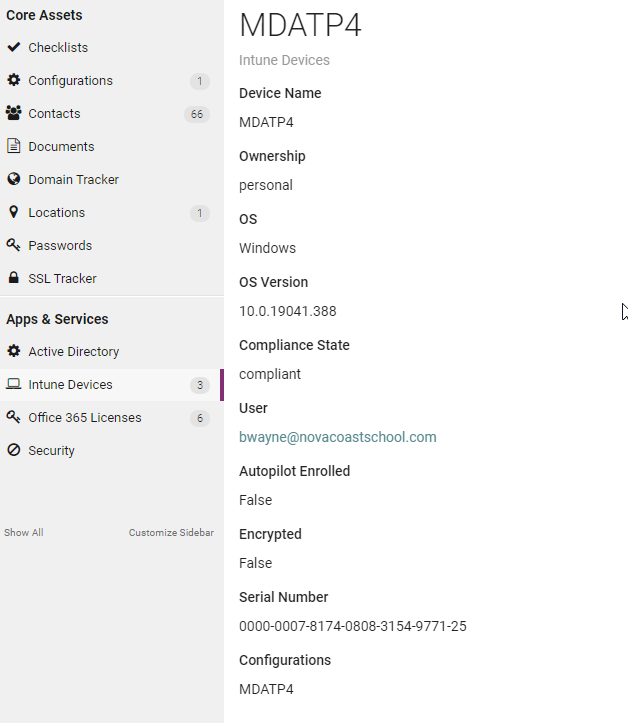 Core Assets
Checklists
Configurations 1
Contacts 66
Documents
Domain Tracker
Locations 1
Passwords
SSL Tracker
Apps & Services
Active Directory
Intune Devices 3
Office 365 Licenses 6
Security
Show All Customize Sidebar
MDATP4
Intune Devices
Device Name
MDATP4
Ownership
personal
OS
Windows
OS Version
10.0.19041.388
Compliance State
compliant
User
bwayne@novacoastschool.com
Autopilot Enrolled
False
Encrypted
False
Serial Number
0000-0007-8174-0808-3154-9771-25
Configurations
MDATP4